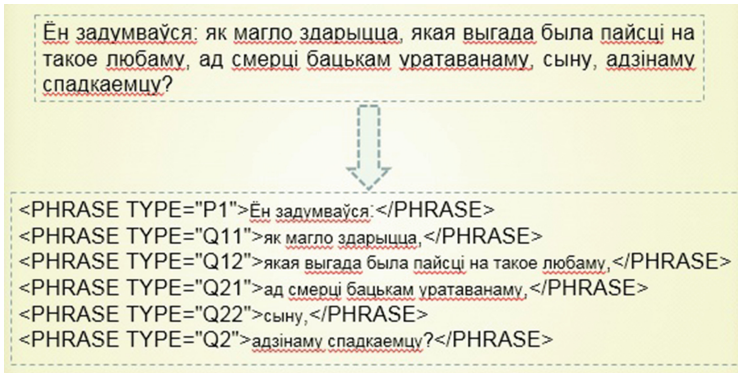 Ён задумваўся: як магло здарыцца, якая выгада была пайсці на
такое любаму, ад смерці бацькам уратаванаму, сыну, адзінаму
спадкаемцу?
<PHRASE TYPE="P1">Ён задумваўся:</PHRASE>
<PHRASE TYPE="Q11">як магло здарыцца,</PHRASE>
<PHRASE TYPE="Q12">якая выгада была пайсці на такое любаму,</PHRASE>
<PHRASE TYPE="Q21">ад смерці бацькам уратаванаму,</PHRASE>
<PHRASE TYPE="Q22">сыну,</PHRASE>
<PHRASE TYPE="Q2">адзінаму спадкаемцу?</PHRASE>